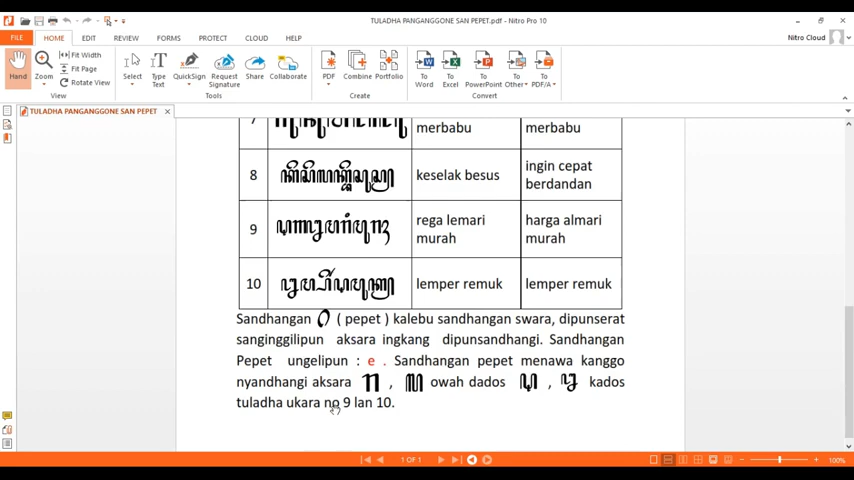 TULADHA PANGANGGONE SAN PEPET.pdf - Nitro Pro 10
FILE HOME EDIT REVIEW FORMS PROTECT CLOUD HELP
Nitro Cloud
Hand
Zoom
Fit Width
Fit Page
Rotate View
View
Select
Type Text
QuickSign
Request Signature
Share
Collaborate
Tools
PDF
Combine
Portfolio
Create
To Word
To Excel
To PowerPoint
To Other
To PDF/A
Convert
TULADHA PANGANGGONE SAN PEPET
7 merbabu merbabu
8 keselak besus ingin cepat berdandan
9 rega lemari murah harga almari murah
10 lemper remuk lemper remuk
Sandhangan ( pepet ) kalebu sandhangan swara, dipunserat
sanginggilipun aksara ingkang dipunsandhangi. Sandhangan
Pepet ungelipun : e . Sandhangan pepet menawa kanggo
nyandhangi aksara ꦫ , ꦭ owah dados ꦉ , ꦊ kados
tuladha ukara no 9 lan 10.
1 OF 1
100%